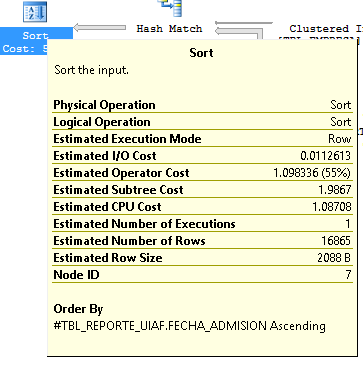 Hash Match
Clustered
Sort
Cost:
Sort
Sort the input.
Physical Operation Sort
Logical Operation Sort
Estimated Execution Mode Row
Estimated I/O Cost 0.0112613
Estimated Operator Cost 1.098336 (55%)
Estimated Subtree Cost 1.9867
Estimated CPU Cost 1.08708
Estimated Number of Executions 1
Estimated Number of Rows 16865
Estimated Row Size 2088 B
Node ID 7
Order By
#TBL_REPORTE_UIAF.FECHA_ADMISION Ascending